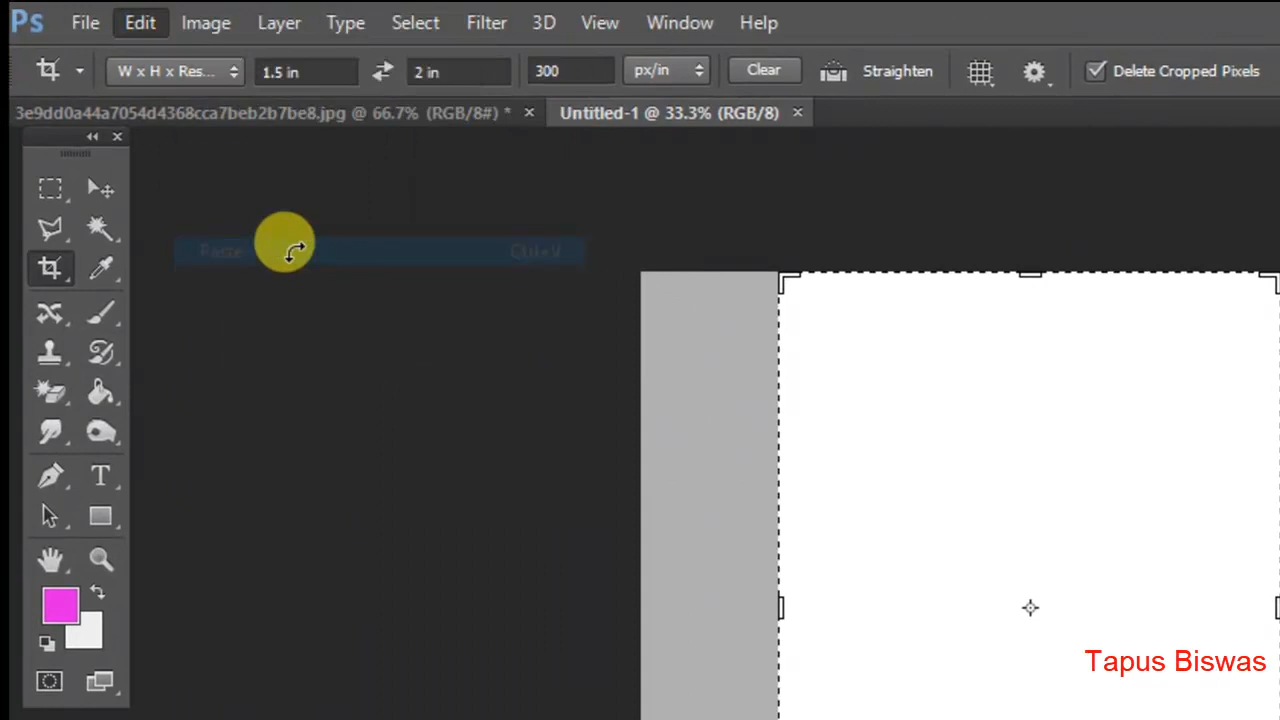 Ps File Edit Image Layer Type Select Filter 3D View Window Help
W x H x Res... 1.5 in 2 in 300 px/in Clear Straighten Delete Cropped Pixels
3e9dd0a44a7054d4368cca7beb2b7be8.jpg @ 66.7% (RGB/8#) * × Untitled-1 @ 33.3% (RGB/8) ×
Paste Ctrl+V
T
Tapus Biswas